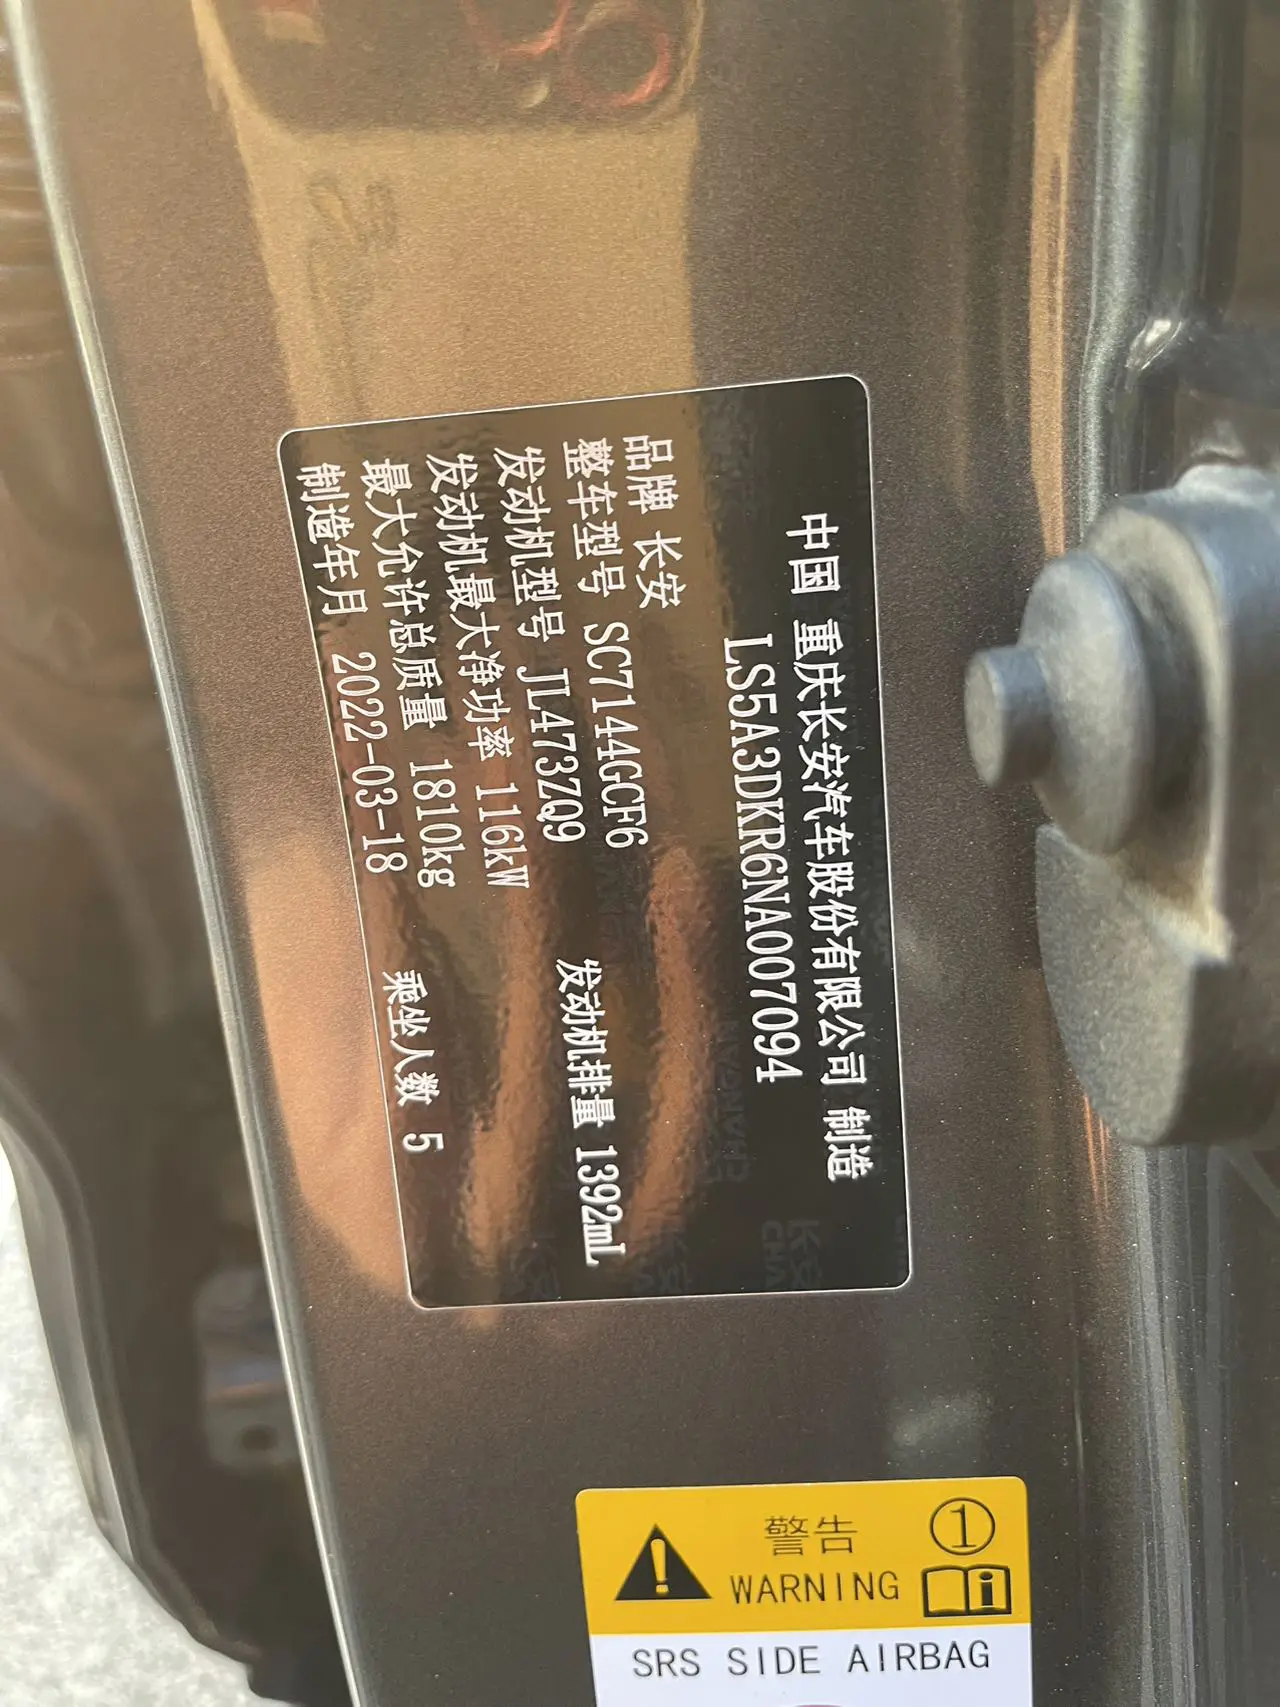 中国 重庆长安汽车股份有限公司 制造
LS5A3DKR6NA007094
品牌 长安
整车型号 SC7144GCF6
发动机型号 JL473ZQ9 发动机排量 1392mL
发动机最大净功率 116kW
最大允许总质量 1810kg
制造年月 2022-03-18 乘坐人数 5
警告 ①
WARNING
SRS SIDE AIRBAG